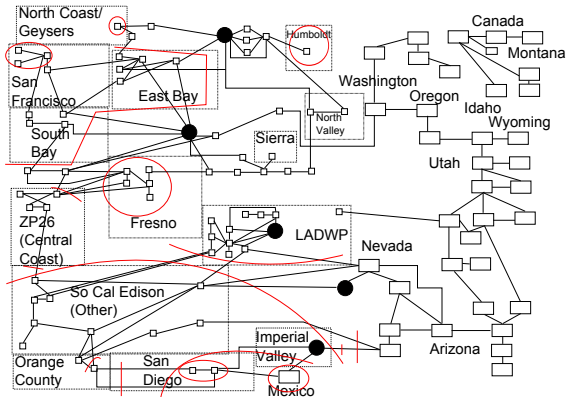 North Coast/
Geysers
Humboldt
Canada
Montana
Washington
San
Francisco
East Bay
North
Valley
Oregon
Idaho
Wyoming
South
Bay
Sierra
Utah
Fresno
ZP26
(Central
Coast)
LADWP
Nevada
So Cal Edison
(Other)
Imperial
Valley
Arizona
Orange
County
San
Diego
Mexico